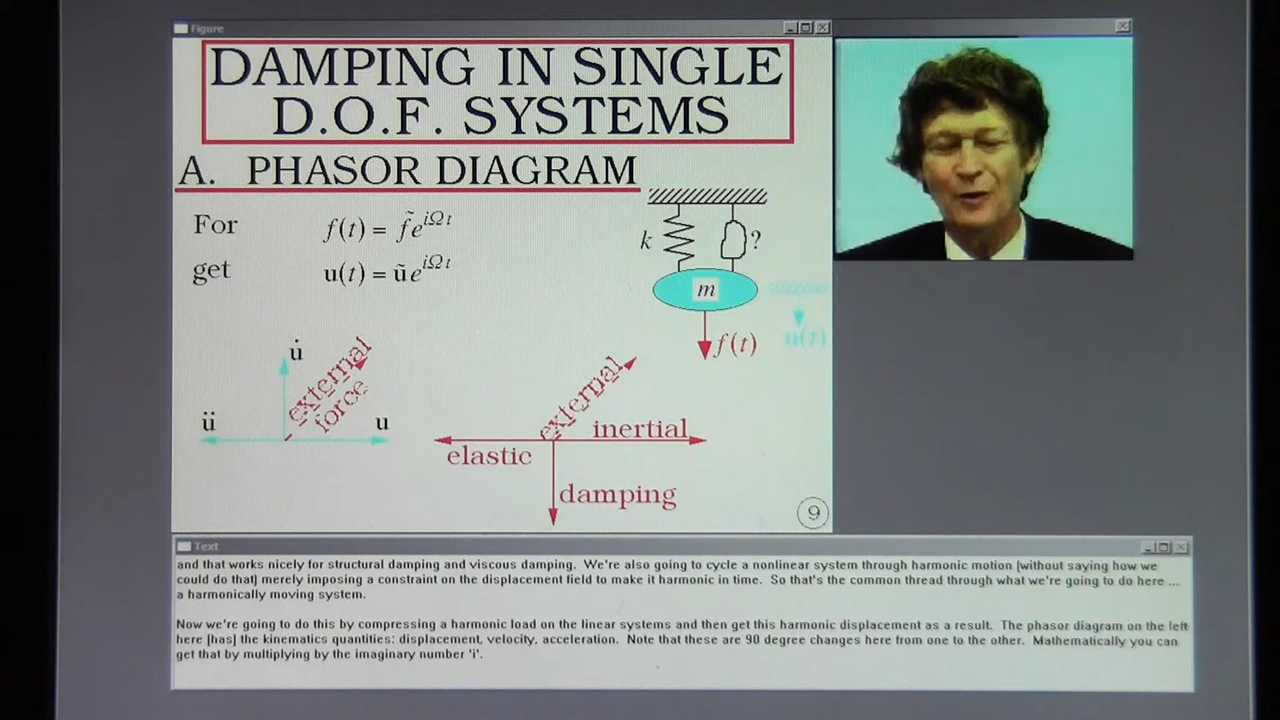 Figure
DAMPING IN SINGLE
D.O.F. SYSTEMS
A. PHASOR DIAGRAM
For f(t) = f̃e^{iΩt}
get u(t) = ũe^{iΩt}
k
?
m
f(t)
u(t)
u̇
external
force
ü
u
external
inertial
elastic
damping
9
Text
and that works nicely for structural damping and viscous damping. We're also going to cycle a nonlinear system through harmonic motion (without saying how we
could do that) merely imposing a constraint on the displacement field to make it harmonic in time. So that's the common thread through what we're going to do here ...
a harmonically moving system.
Now we're going to do this by compressing a harmonic load on the linear systems and then get this harmonic displacement as a result. The phasor diagram on the left
here (has) the kinematics quantities: displacement, velocity, acceleration. Note that these are 90 degree changes here from one to the other. Mathematically you can
get that by multiplying by the imaginary number 'i'.